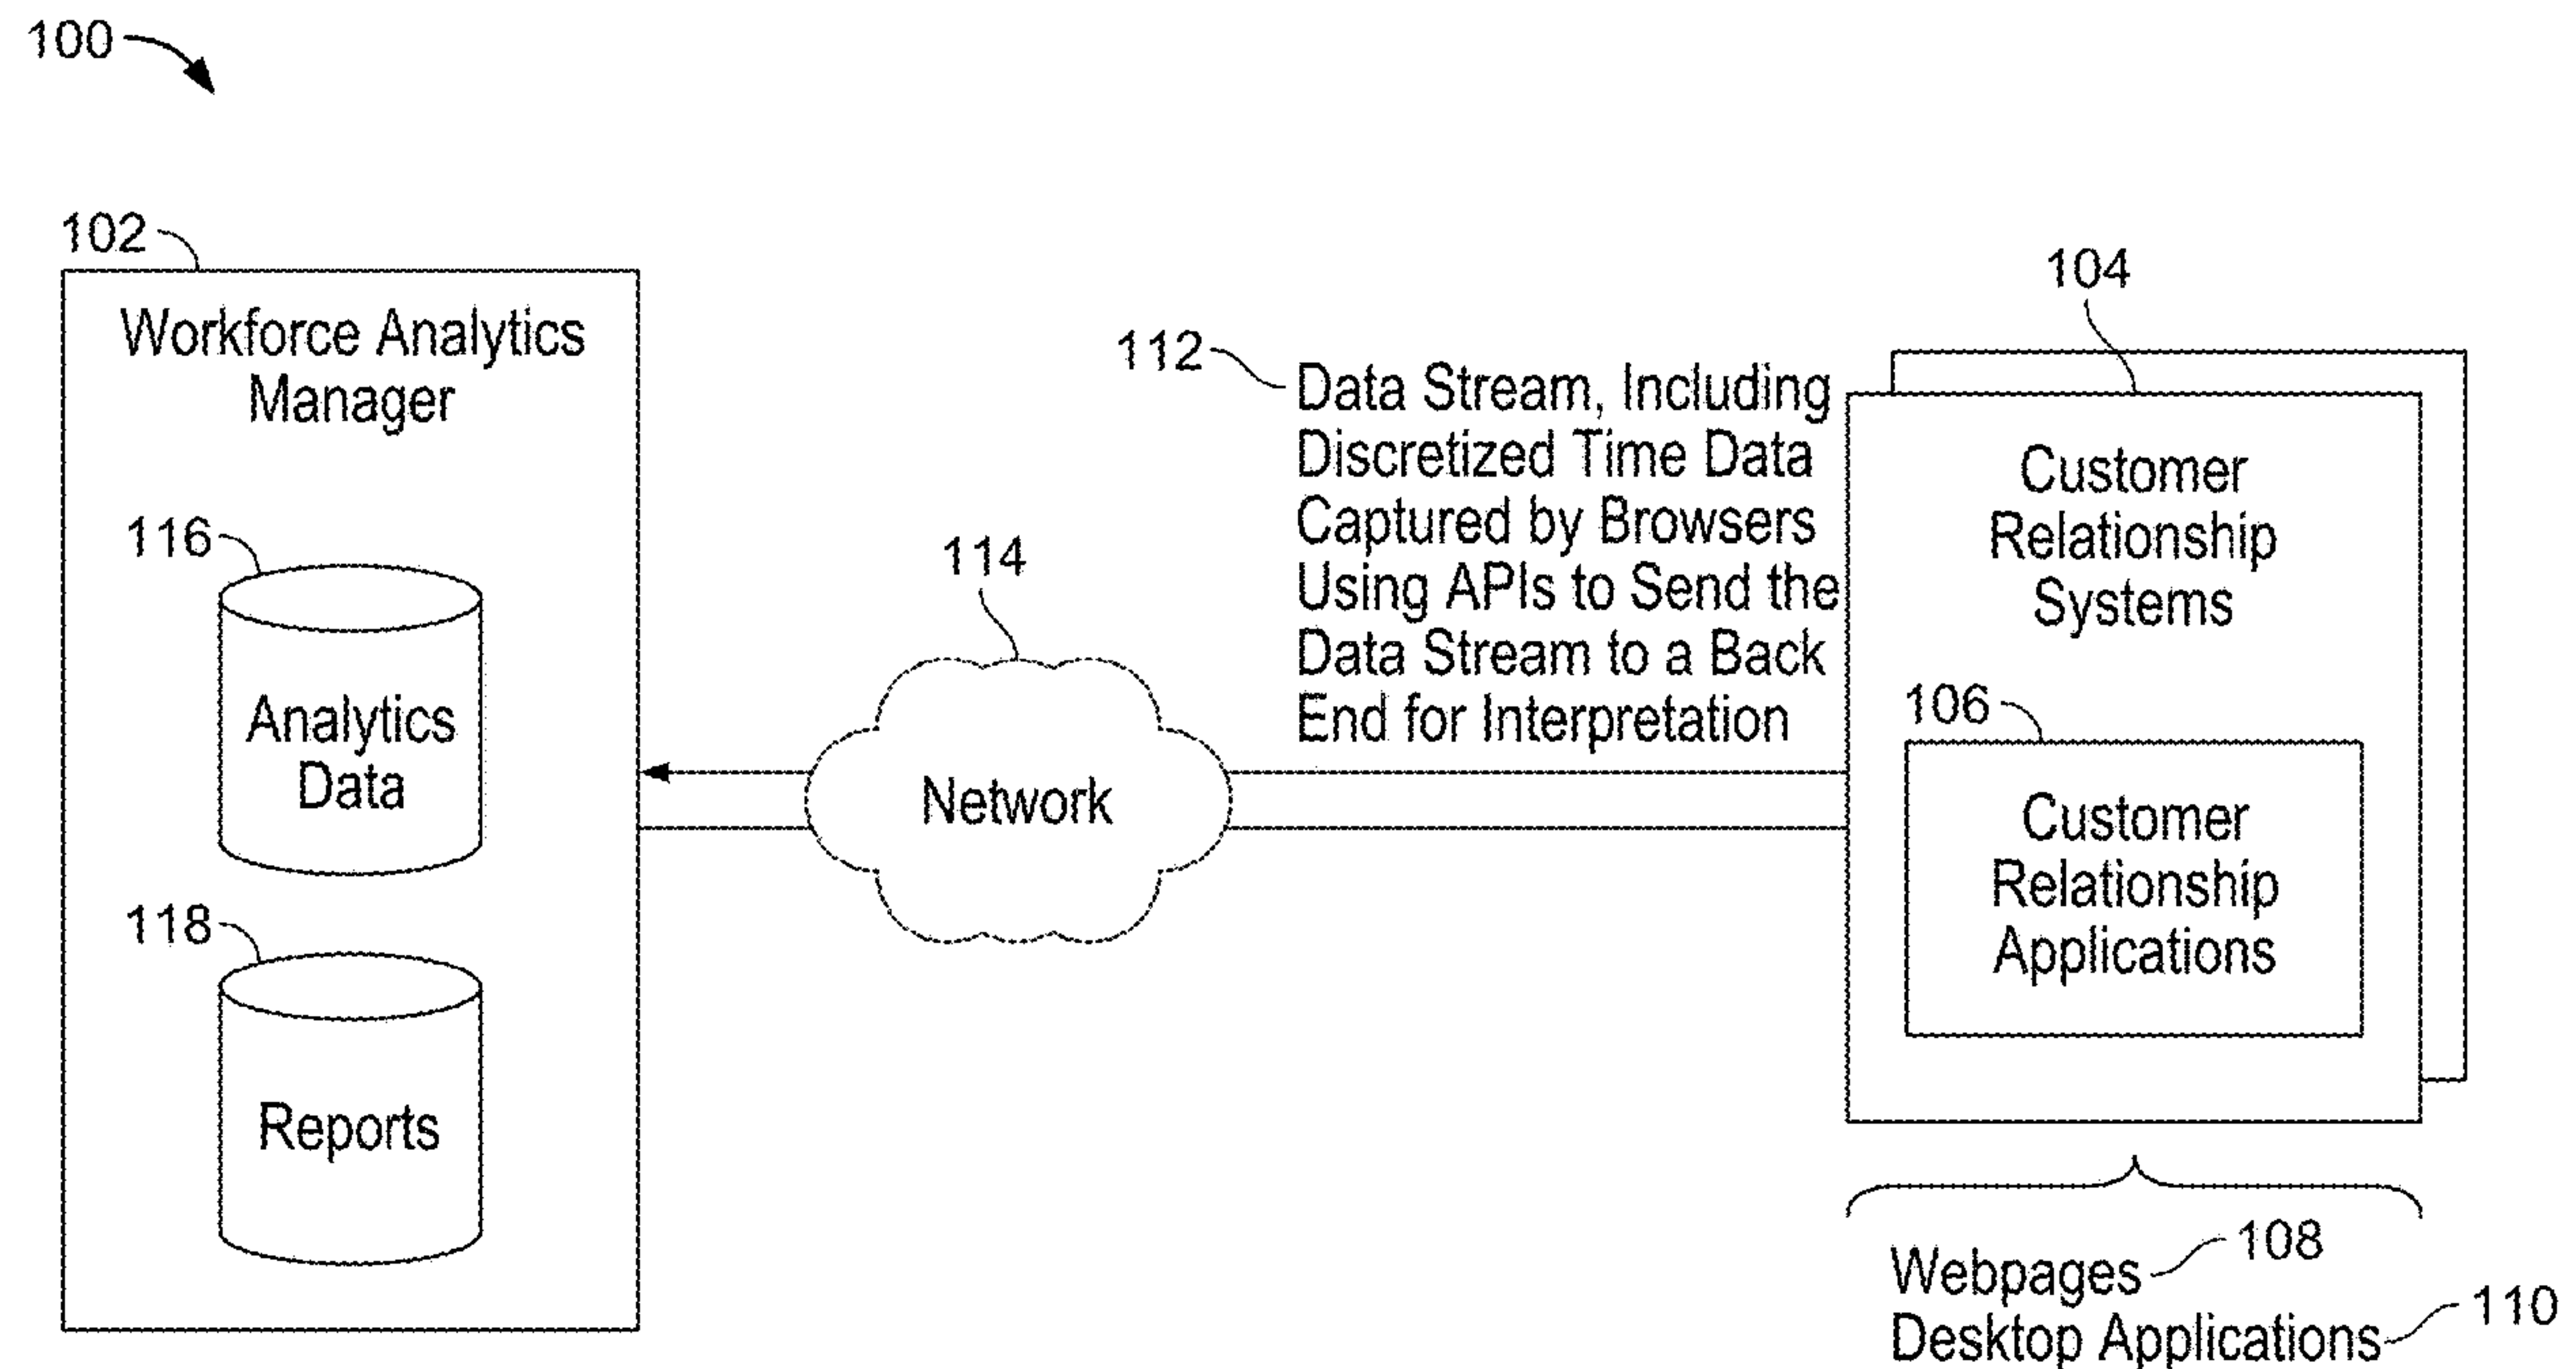 100
102
Workforce Analytics
Manager
116
Analytics
Data
118
Reports
114
Network
112
Data Stream, Including
Discretized Time Data
Captured by Browsers
Using APIs to Send the
Data Stream to a Back
End for Interpretation
104
Customer
Relationship
Systems
106
Customer
Relationship
Applications
Webpages 108
Desktop Applications 110